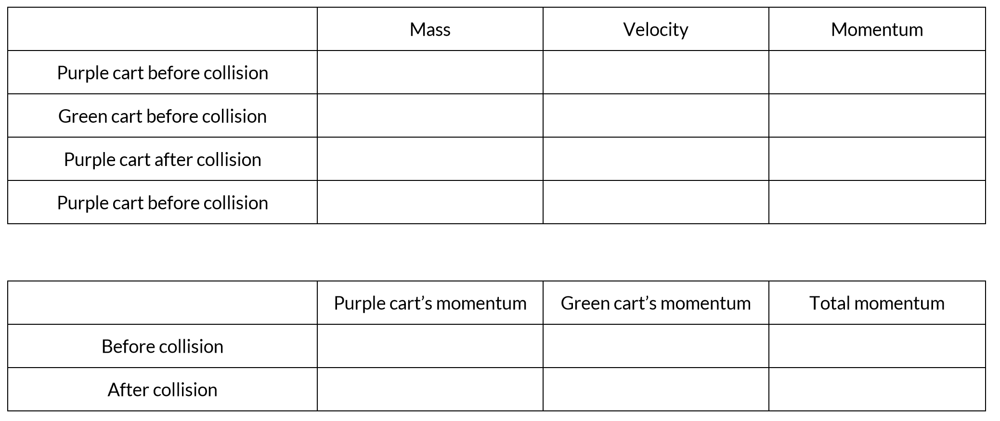 Mass Velocity Momentum
Purple cart before collision
Green cart before collision
Purple cart after collision
Purple cart before collision
Purple cart’s momentum Green cart’s momentum Total momentum
Before collision
After collision